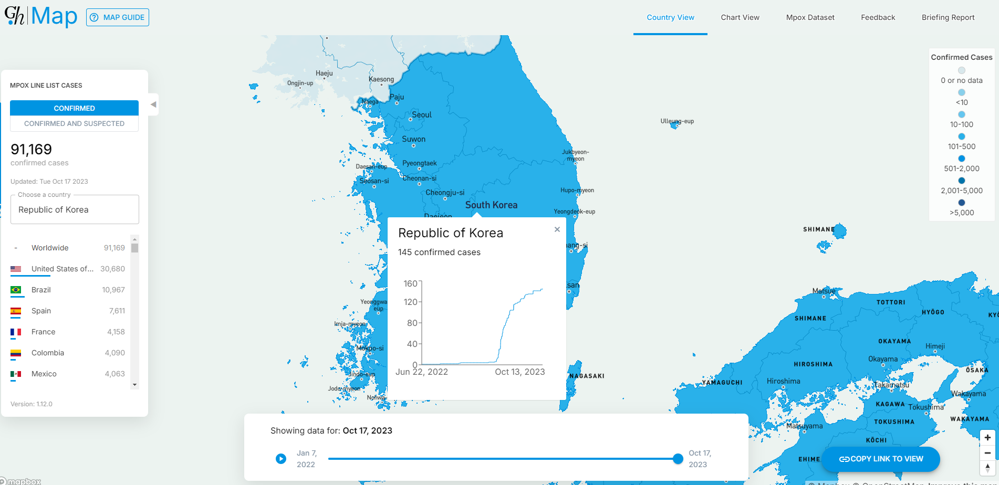 Gh Map
MAP GUIDE
Country View
Chart View
Mpox Dataset
Feedback
Briefing Report
MPOX LINE LIST CASES
CONFIRMED
CONFIRMED AND SUSPECTED
91,169
confirmed cases
Updated: Tue Oct 17 2023
Choose a country
Republic of Korea
- Worldwide 91,169
United States of... 30,680
Brazil 10,967
Spain 7,611
France 4,158
Colombia 4,090
Mexico 4,063
Version: 1.12.0
Confirmed Cases
0 or no data
<10
10-100
101-500
501-2,000
2,001-5,000
>5,000
Haeju
Ongjin-up
Kaesong
Paju
Naega
Seoul
Suwon
Ulleung-eup
Jukbyeon-
myeon
Pyeongtaek
Daesan-eup
Cheonan-si
Seosan-si
Cheongju-si
Hupo-myeon
South Korea
Yeongdeok-eup
Daejeon
SHIMANE
ang-si
san
Republic of Korea
145 confirmed cases
160
120
80
40
0
Jun 22, 2022
Oct 13, 2023
Yeonggwa
eup
Imja-myeon
Mokpo-si
Jindo-eup
Jodo-myeon
Nonwa-
NAGASAKI
Matsue
TOTTORI
SHIMANE
HYŌGO
KYŌ
OKAYAMA
Himeji
Okayama
HIROSHIMA
ŌSAKA
YAMAGUCHI
Hiroshima
Takamatsu
Wakayama
KAGAWA
Tokushima
WAKAYAMA
TOKUSHIMA
Matsuyama
KŌCHI
EHIME
COPY LINK TO VIEW
Showing data for: Oct 17, 2023
Jan 7,
2022
Oct 17,
2023
mapbox
© Mapbox © OpenStreetMap Improve this map